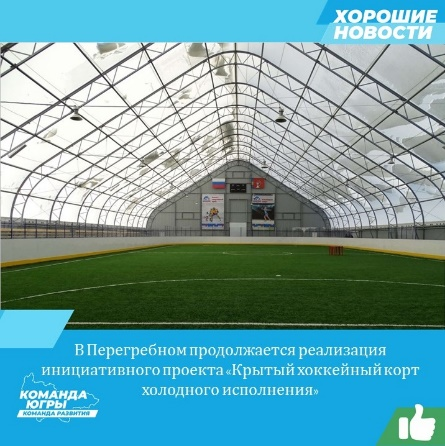 ХОРОШИЕ
НОВОСТИ
В Перегребном продолжается реализация
инициативного проекта «Крытый хоккейный корт
холодного исполнения»
КОМАНДА
ЮГРЫ
КОМАНДА РАЗВИТИЯ